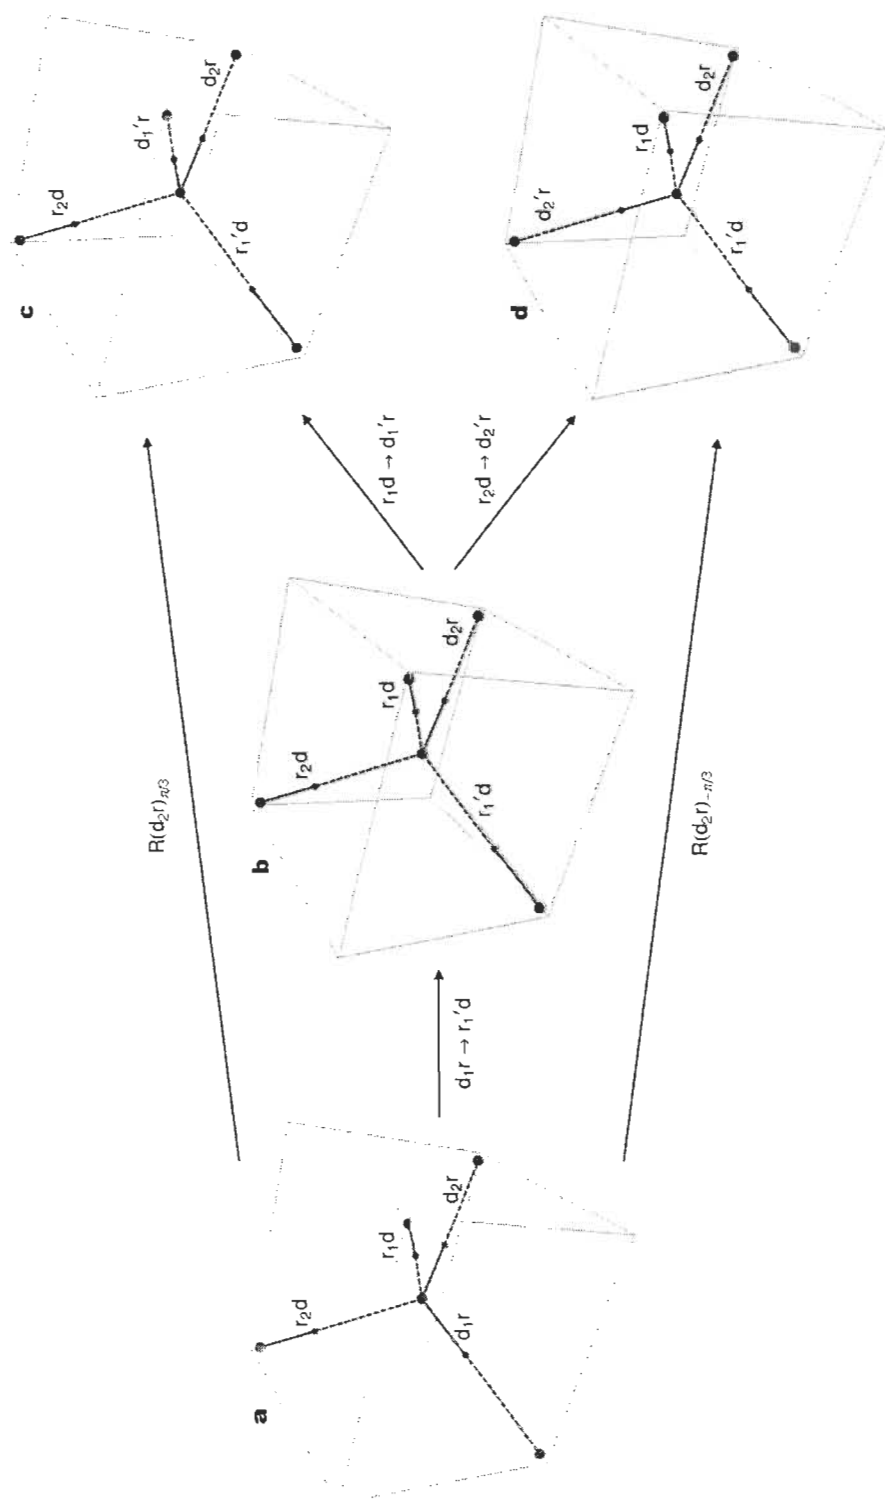 a
r₂d
r₁d
d₂r
d₁r
R(d₂r)π/3
d₁r → r₁'d
R(d₂r)−π/3
b
r₂d
r₁d
d₂r
r₁'d
r₁d → d₁'r
r₂d → d₂'r
c
r₂d
d₁'r
d₂r
r₁'d
d
d₂'r
r₁d
d₂r
r₁'d